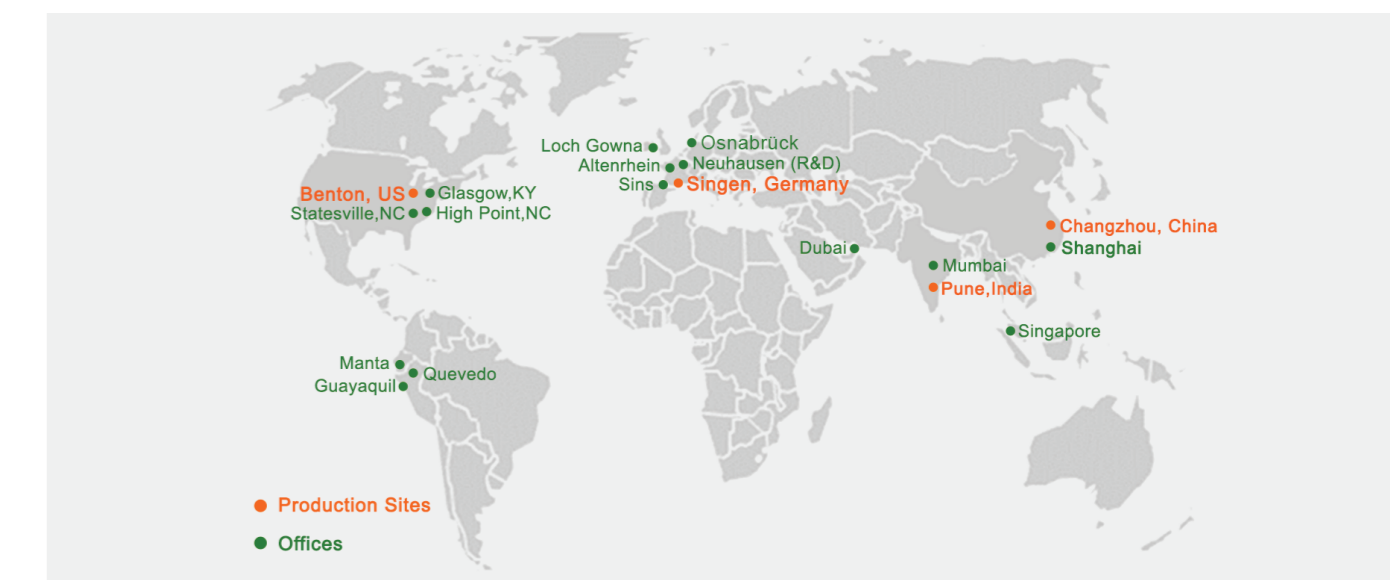 Loch Gowna
Osnabrück
Altenrhein
Neuhausen (R&D)
Sins
Singen, Germany
Benton, US
Glasgow,KY
Statesville,NC
High Point,NC
Changzhou, China
Dubai
Shanghai
Mumbai
Pune,India
Singapore
Manta
Quevedo
Guayaquil
Production Sites
Offices